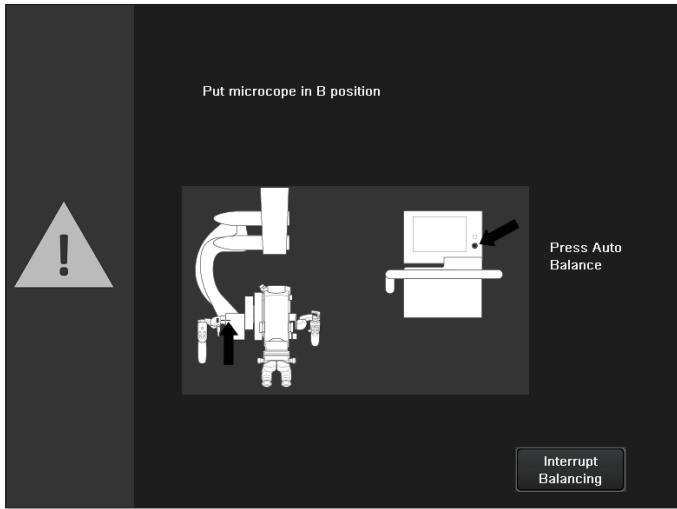 Put microcope in B position
Press Auto
Balance
Interrupt
Balancing